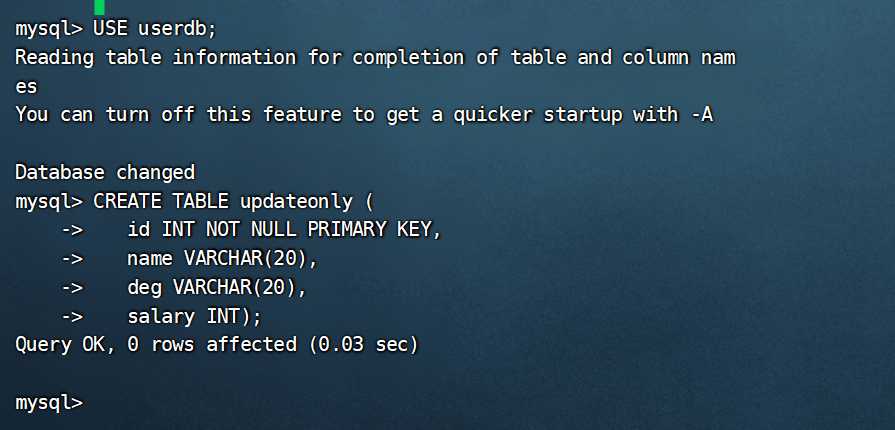 mysql> USE userdb;
Reading table information for completion of table and column nam
es
You can turn off this feature to get a quicker startup with -A
Database changed
mysql> CREATE TABLE updateonly (
    ->    id INT NOT NULL PRIMARY KEY,
    ->    name VARCHAR(20),
    ->    deg VARCHAR(20),
    ->    salary INT);
Query OK, 0 rows affected (0.03 sec)
mysql>